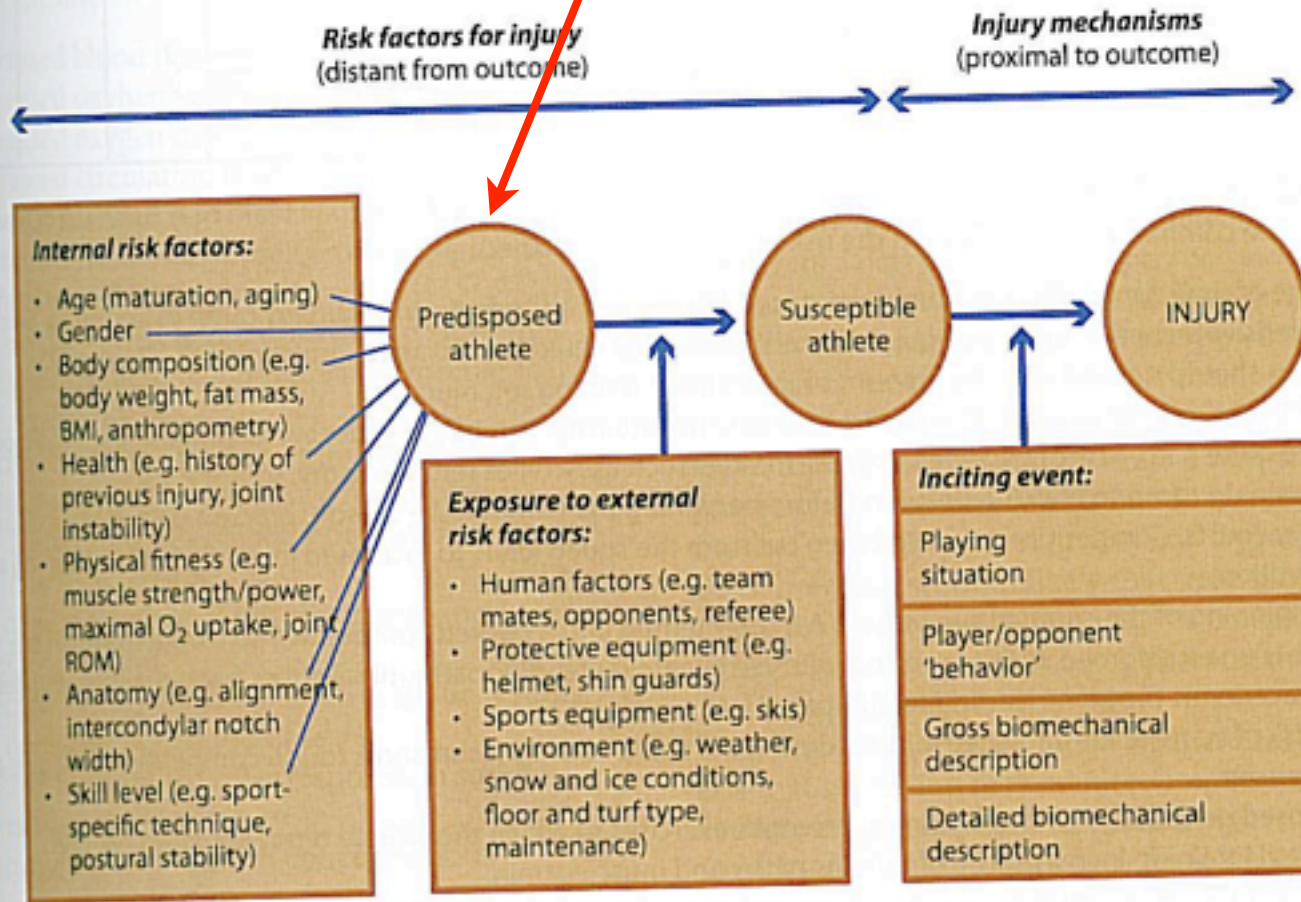 Risk factors for injury
(distant from outcome)
Injury mechanisms
(proximal to outcome)
Internal risk factors:
• Age (maturation, aging)
• Gender
• Body composition (e.g.
body weight, fat mass,
BMI, anthropometry)
• Health (e.g. history of
previous injury, joint
instability)
• Physical fitness (e.g.
muscle strength/power,
maximal O₂ uptake, joint
ROM)
• Anatomy (e.g. alignment,
intercondylar notch
width)
• Skill level (e.g. sport-
specific technique,
postural stability)
Predisposed
athlete
Susceptible
athlete
INJURY
Exposure to external
risk factors:
• Human factors (e.g. team
mates, opponents, referee)
• Protective equipment (e.g.
helmet, shin guards)
• Sports equipment (e.g. skis)
• Environment (e.g. weather,
snow and ice conditions,
floor and turf type,
maintenance)
Inciting event:
Playing
situation
Player/opponent
‘behavior’
Gross biomechanical
description
Detailed biomechanical
description